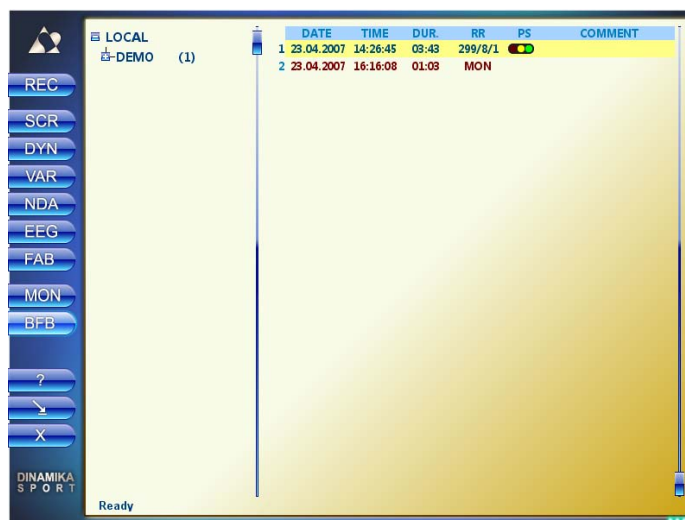 REC
SCR
DYN
VAR
NDA
EEG
FAB
MON
BFB
?
X
DINAMIKA
SPORT
LOCAL
DEMO (1)
DATE TIME DUR. RR PS COMMENT
1 23.04.2007 14:26:45 03:43 299/8/1
2 23.04.2007 16:16:08 01:03 MON
Ready